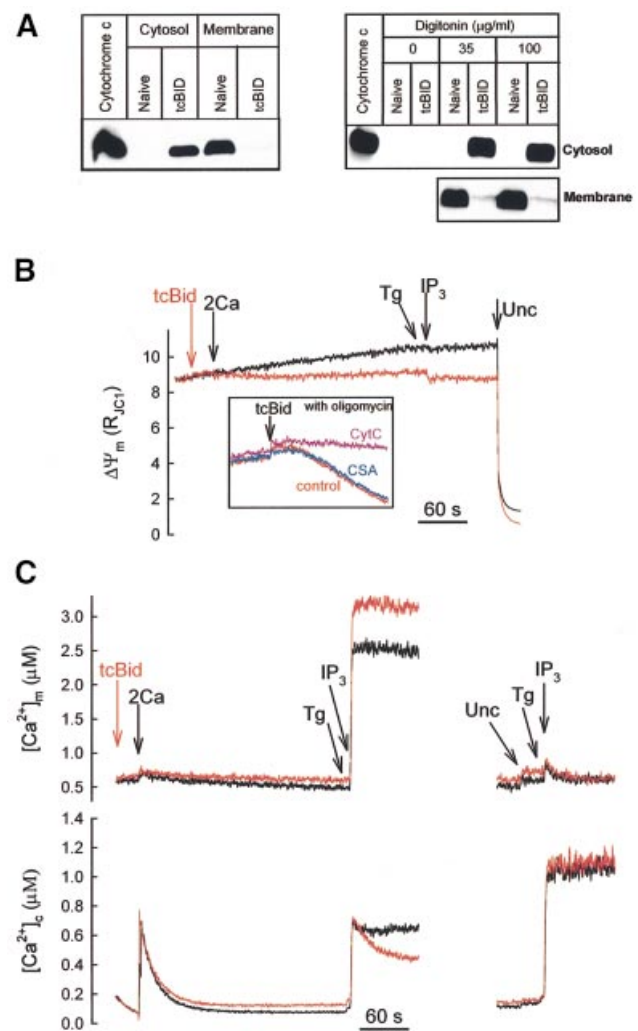 A
Cytochrome c
Cytosol
Membrane
Naive
tcBID
Naive
tcBID
Cytochrome c
Digitonin (μg/ml)
0
35
100
Naive
tcBID
Naive
tcBID
Naive
tcBID
Cytosol
Membrane
B
tcBid
2Ca
Tg
IP3
Unc
10
8
6
4
2
0
ΔΨm (RJC1)
tcBid
with oligomycin
CytC
CSA
control
60 s
C
3.0
2.5
2.0
1.5
1.0
0.5
[Ca2+]m (μM)
tcBid
2Ca
Tg
IP3
Unc
Tg
IP3
1.4
1.2
1.0
0.8
0.6
0.4
0.2
0.0
[Ca2+]c (μM)
60 s